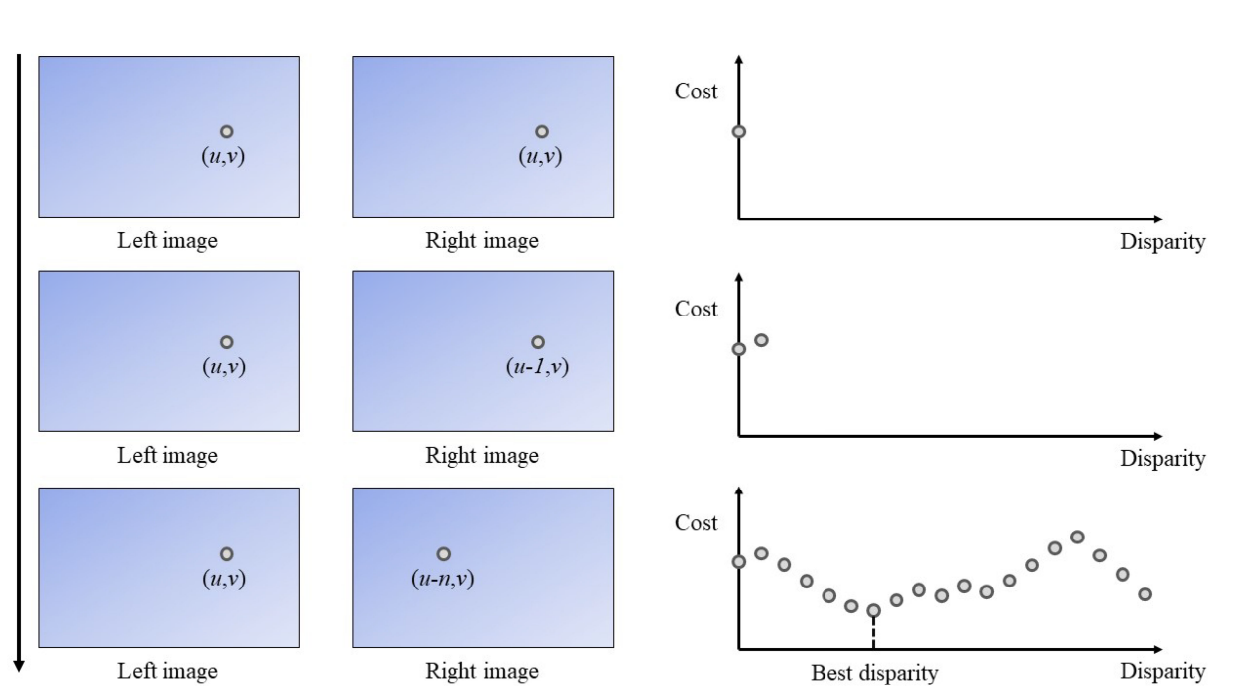 Cost
(u,v)
(u,v)
Left image
Right image
Disparity
Cost
(u,v)
(u-1,v)
Left image
Right image
Disparity
Cost
(u,v)
(u-n,v)
Left image
Right image
Best disparity
Disparity